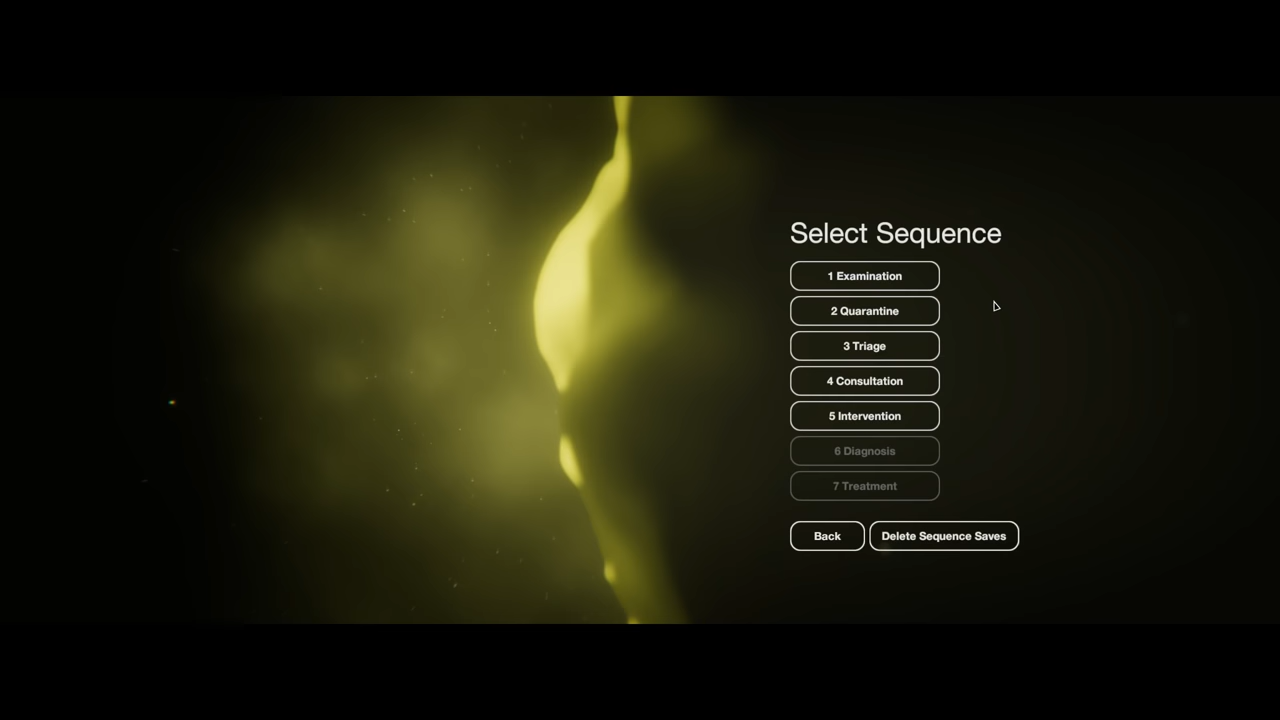 Select Sequence
1 Examination
2 Quarantine
3 Triage
4 Consultation
5 Intervention
6 Diagnosis
7 Treatment
Back Delete Sequence Saves